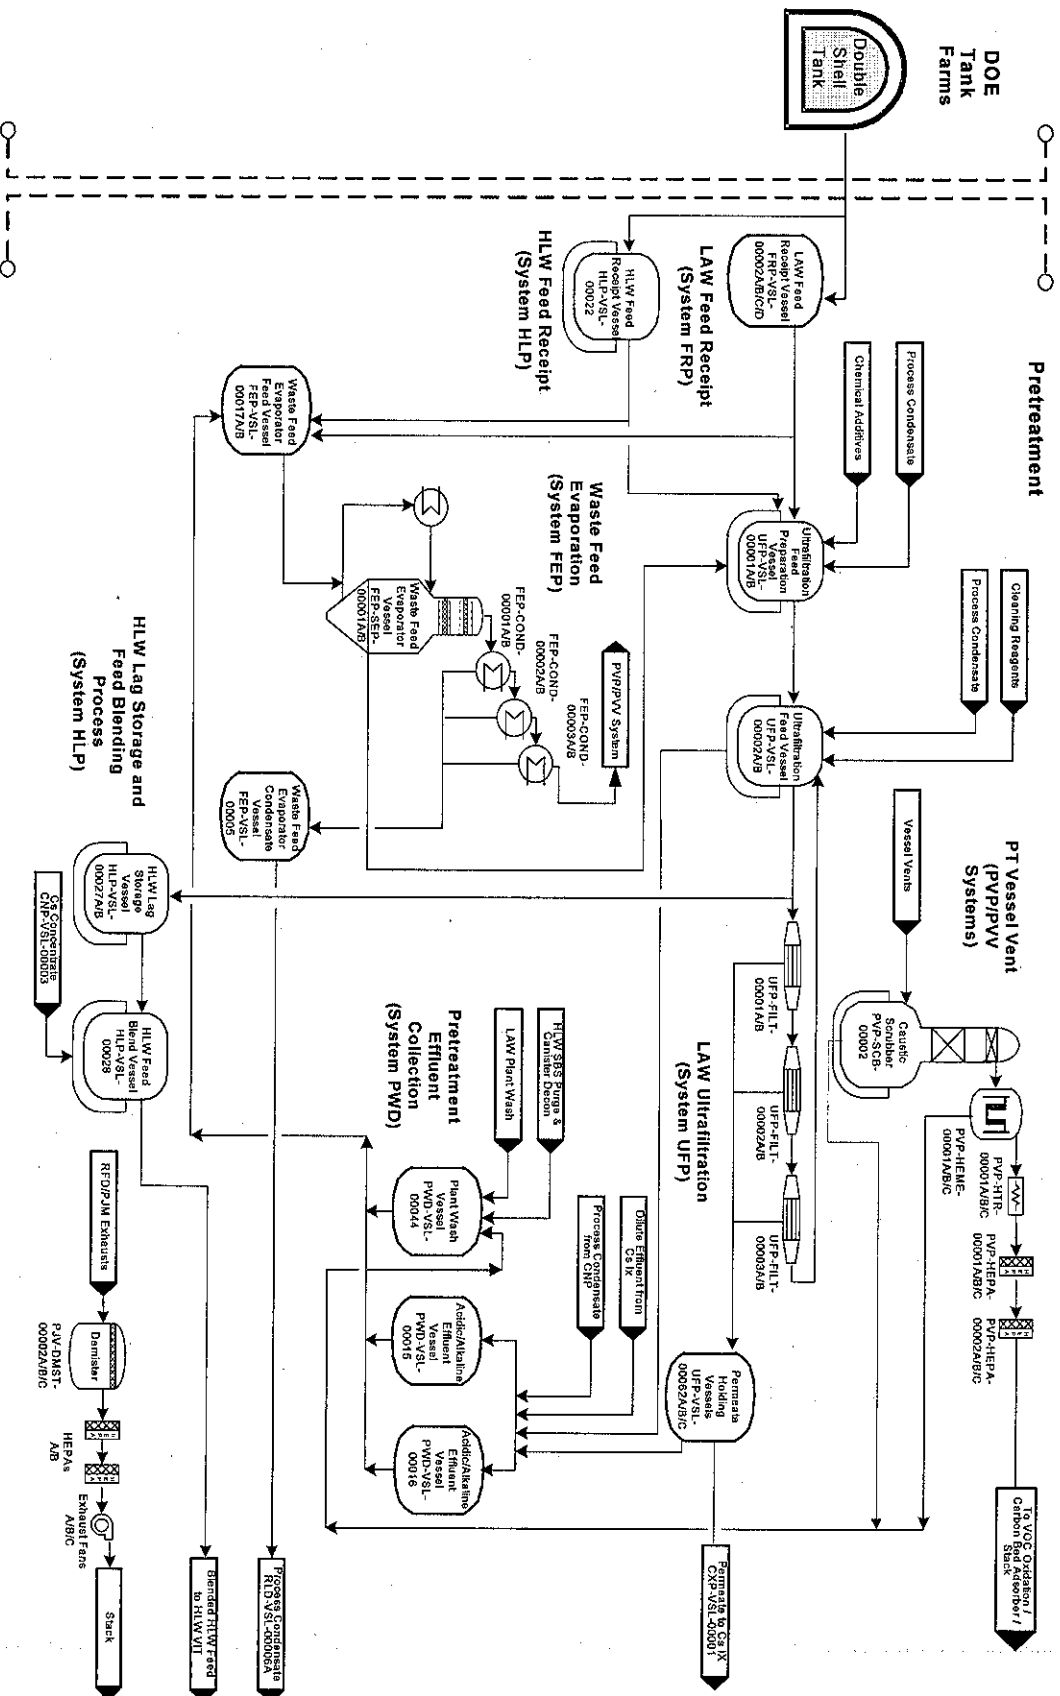 DOE
Tank
Farms
Double
Shell
Tank
Pretreatment
LAW Feed
Receipt Vessel
FRP-VSL-
00002A/B/C/D
LAW Feed Receipt
(System FRP)
HLW Feed
Receipt Vessel
HLP-VSL-
00022
HLW Feed Receipt
(System HLP)
Process Condensate
Chemical Additives
Ultrafiltration
Feed
Preparation
Vessel
UFP-VSL-
00001A/B
Cleaning Reagents
Process Condensate
Ultrafiltration
Feed Vessel
UFP-VSL-
00002A/B
Waste Feed
Evaporator
Feed Vessel
FEP-VSL-
00017A/B
Waste Feed
Evaporation
(System FEP)
Waste Feed
Evaporator
Vessel
FEP-SEP-
00001A/B
FEP-COND-
00001A/B
FEP-COND-
00002A/B
FEP-COND-
00003A/B
PVP/PVV System
Waste Feed
Evaporator
Condensate
Vessel
FEP-VSL-
00005
HLW Lag Storage and
Feed Blending
Process
(System HLP)
HLW Lag
Storage
Vessel
HLP-VSL-
00027A/B
Cs Concentrate
CNP-VSL-00003
HLW Feed
Blend Vessel
HLP-VSL-
00028
PT Vessel Vent
(PVP/PVV
Systems)
Vessel Vents
Caustic
Scrubber
PVP-SCB-
00002
PVP-HEME-
00001A/B/C
PVP-HTR-
00001A/B/C
PVP-HEPA-
00001A/B/C
PVP-HEPA-
00002A/B/C
To VOC Oxidation /
Carbon Bed Adsorber /
Stack
UFP-FILT-
00001A/B
UFP-FILT-
00002A/B
UFP-FILT-
00003A/B
LAW Ultrafiltration
(System UFP)
Permeate
Holding
Vessels
UFP-VSL-
00062A/B/C
Permeate to Cs IX
CXP-VSL-00001
Pretreatment
Effluent
Collection
(System PWD)
HLW SBS Purge &
Canister Decon
LAW Plant Wash
Plant Wash
Vessel
PWD-VSL-
00044
Dilute Effluent from
Cs Ix
Process Condensate
from CNP
Acidic/Alkaline
Effluent
Vessel
PWD-VSL-
00015
Acidic/Alkaline
Effluent
Vessel
PWD-VSL-
00016
Process Condensate
RLD-VSL-00006A
Blended HLW Feed
to HLW VIT
RFD/PJM Exhausts
Demister
PJV-DMST-
00002A/B/C
HEPAs
A/B
Exhaust Fans
A/B/C
Stack